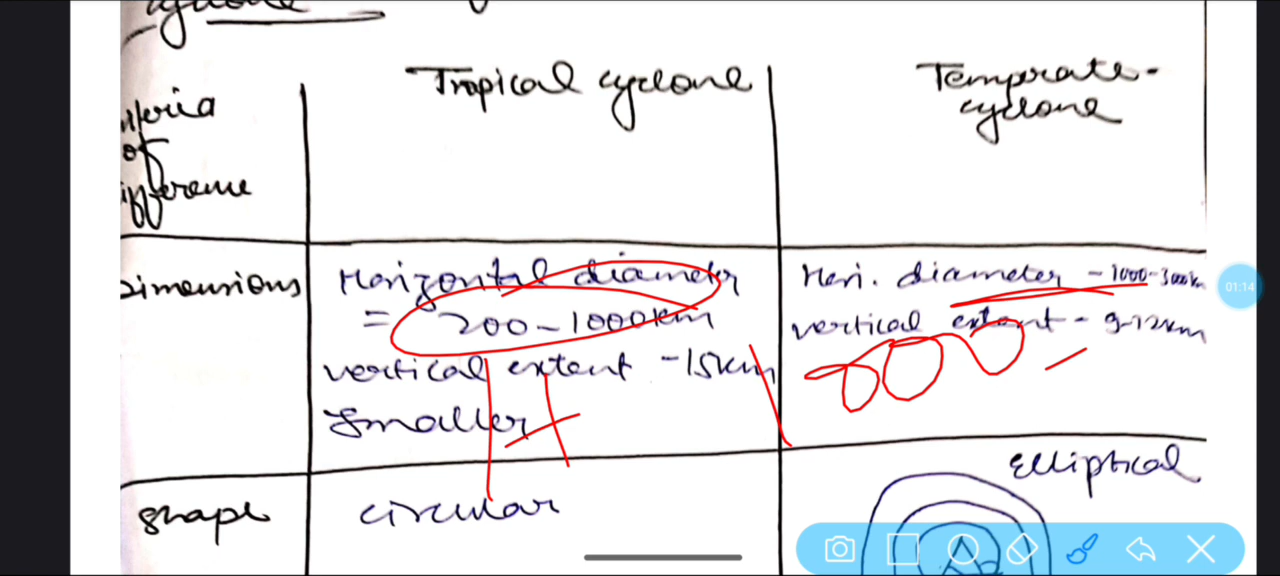 Tropical cyclone
Temperate-
cyclone
of
Dimensions
Horizontal diameter
= 200-1000km
vertical extent -15km
Smaller
Hori. diameter -1000-3000km
vertical extent - 9-12km
800-
shape
circular
Elliptical
01:14